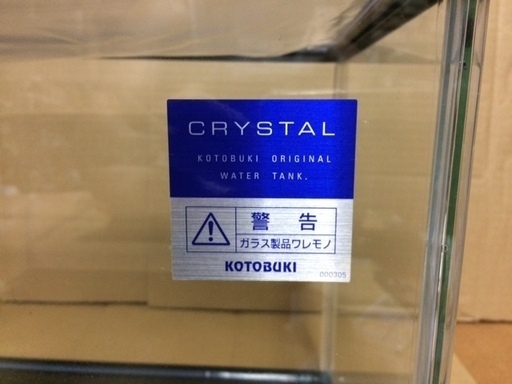 CRYSTAL
KOTOBUKI ORIGINAL
WATER TANK.
警告
ガラス製品ワレモノ
KOTOBUKI
000305